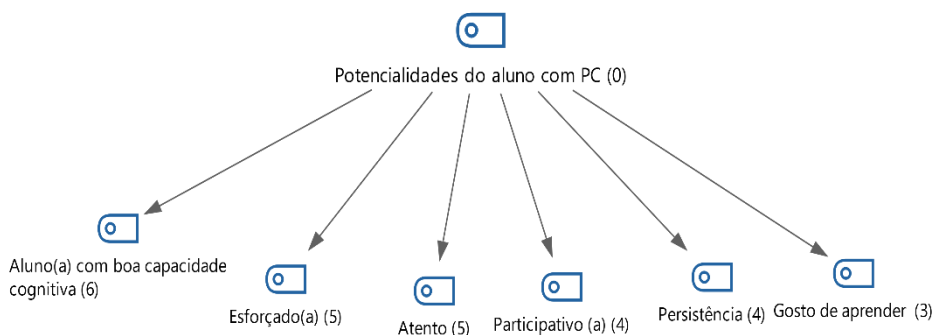 Potencialidades do aluno com PC (0)
Aluno(a) com boa capacidade
cognitiva (6)
Esforçado(a) (5)
Atento (5)
Participativo (a) (4)
Persistência (4)
Gosto de aprender (3)